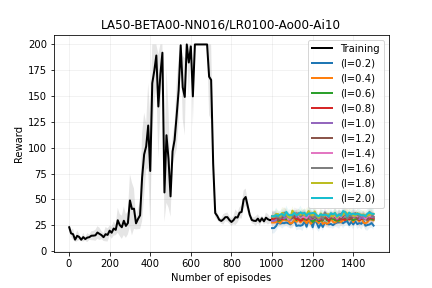 LA50-BETA00-NN016/LR0100-Ao00-Ai10
Reward
200
175
150
125
100
75
50
25
0
0
200
400
600
800
1000
1200
1400
Number of episodes
Training
(l=0.2)
(l=0.4)
(l=0.6)
(l=0.8)
(l=1.0)
(l=1.2)
(l=1.4)
(l=1.6)
(l=1.8)
(l=2.0)